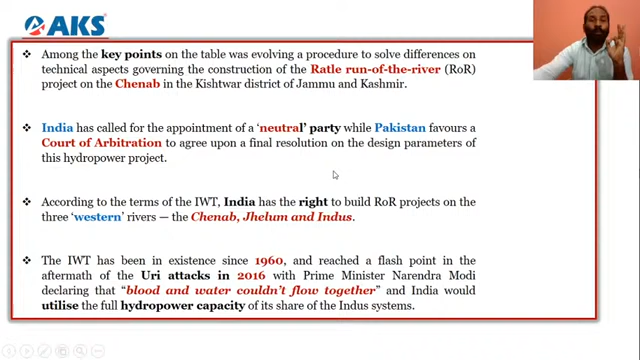 AKS
❖ Among the key points on the table was evolving a procedure to solve differences on
technical aspects governing the construction of the Ratle run-of-the-river (RoR)
project on the Chenab in the Kishtwar district of Jammu and Kashmir.
❖ India has called for the appointment of a 'neutral' party while Pakistan favours a
Court of Arbitration to agree upon a final resolution on the design parameters of
this hydropower project.
❖ According to the terms of the IWT, India has the right to build RoR projects on the
three 'western' rivers — the Chenab, Jhelum and Indus.
❖ The IWT has been in existence since 1960, and reached a flash point in the
aftermath of the Uri attacks in 2016 with Prime Minister Narendra Modi
declaring that "blood and water couldn't flow together" and India would
utilise the full hydropower capacity of its share of the Indus systems.